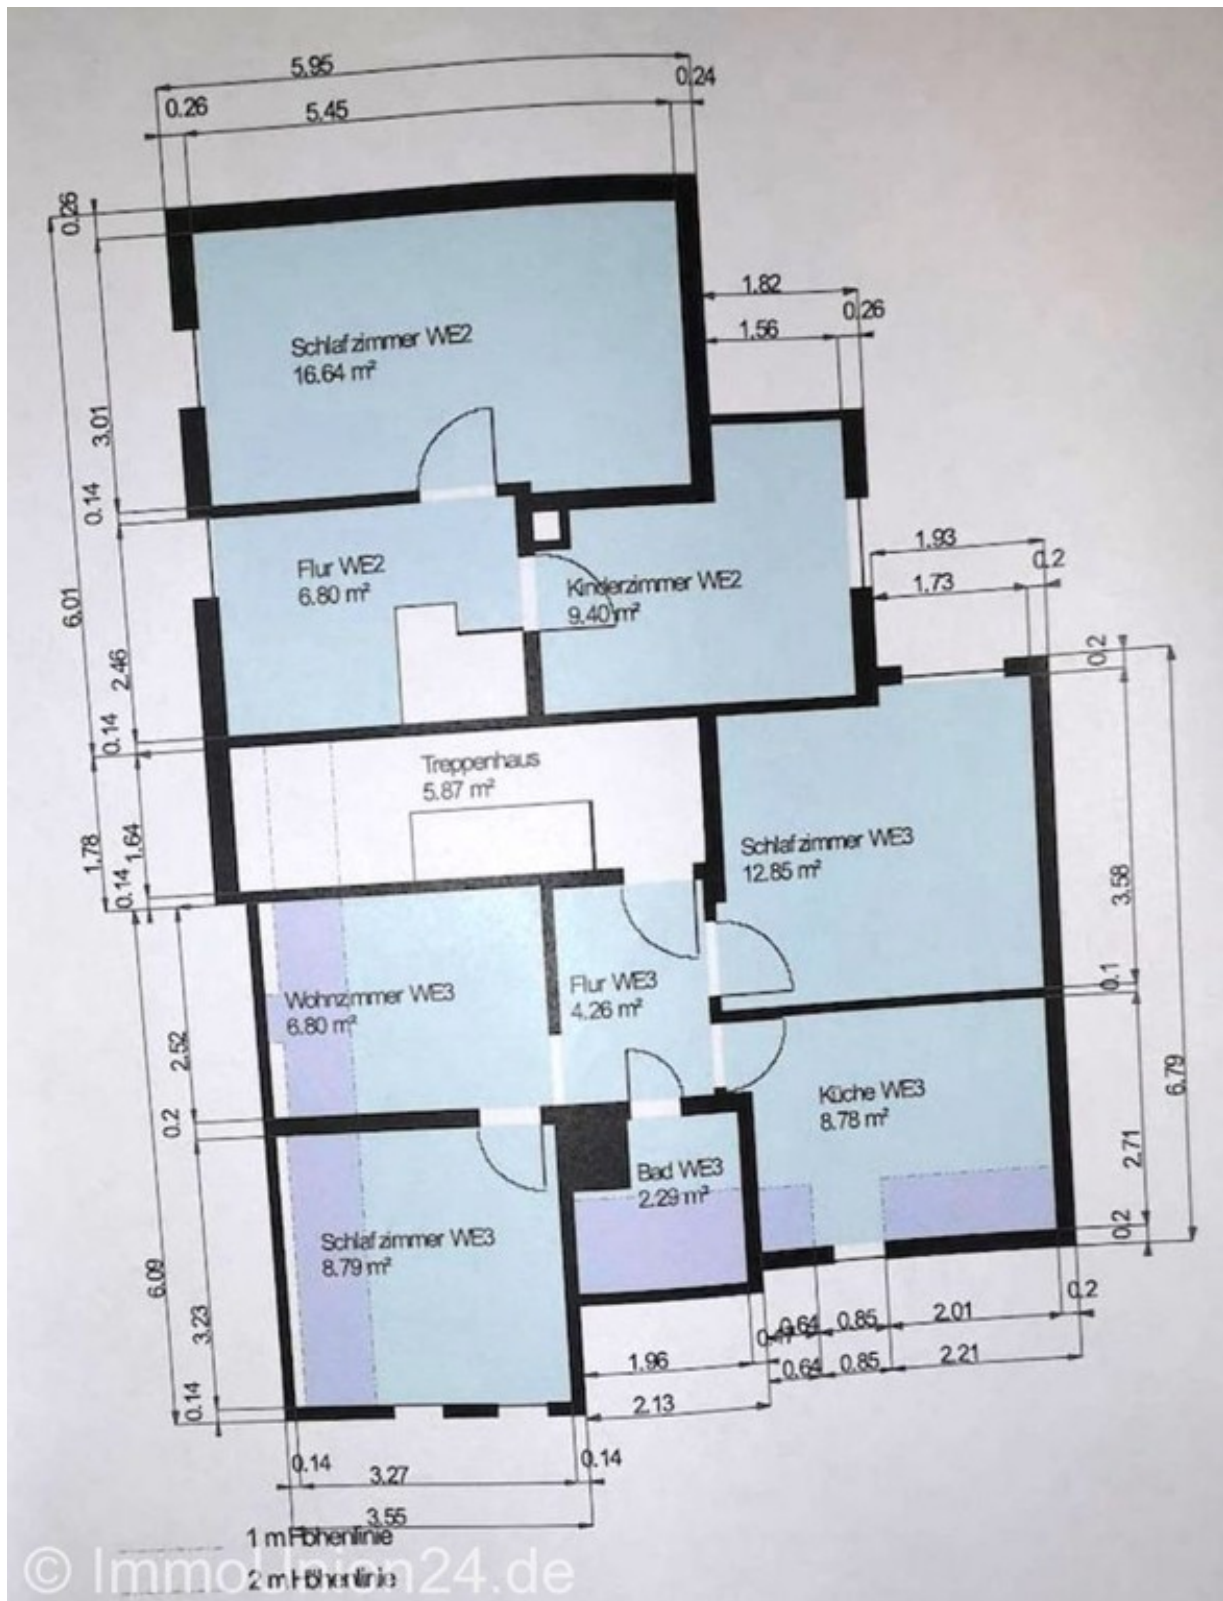 5.95
0.26
5.45
0.24
0.26
1.82
0.26
1.56
Schlafzimmer WE2
16.64 m²
3.01
0.14
1.93
0.2
1.73
Flur WE2
6.80 m²
Kinderzimmer WE2
9.40 m²
6.01
2.46
0.2
0.14
Treppenhaus
5.87 m²
1.78
1.64
0.14
Schlafzimmer WE3
12.85 m²
3.58
0.1
Wohnzimmer WE3
6.80 m²
Flur WE3
4.26 m²
2.52
0.2
Küche WE3
8.78 m²
6.79
2.71
0.2
Bad WE3
2.29 m²
Schlafzimmer WE3
8.79 m²
6.09
3.23
0.14
0.2
0.64
0.85
2.01
1.96
0.64
0.85
2.21
2.13
0.14
3.27
0.14
3.55
1 m Höhenlinie
2 m Höhenlinie
© ImmoUnion24.de